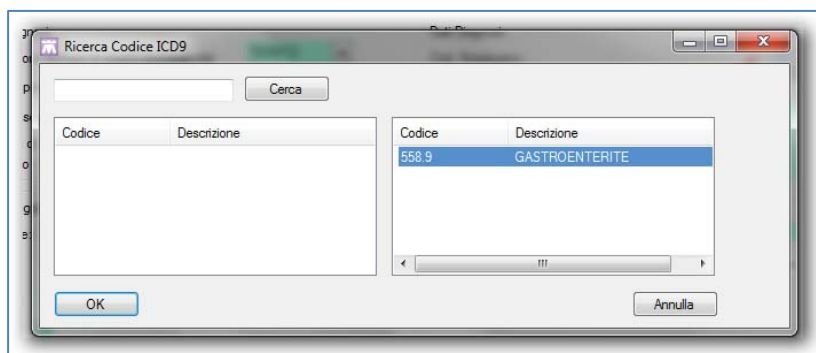 Ricerca Codice ICD9
Cerca
Codice Descrizione
Codice Descrizione
558.9 GASTROENTERITE
OK
Annulla